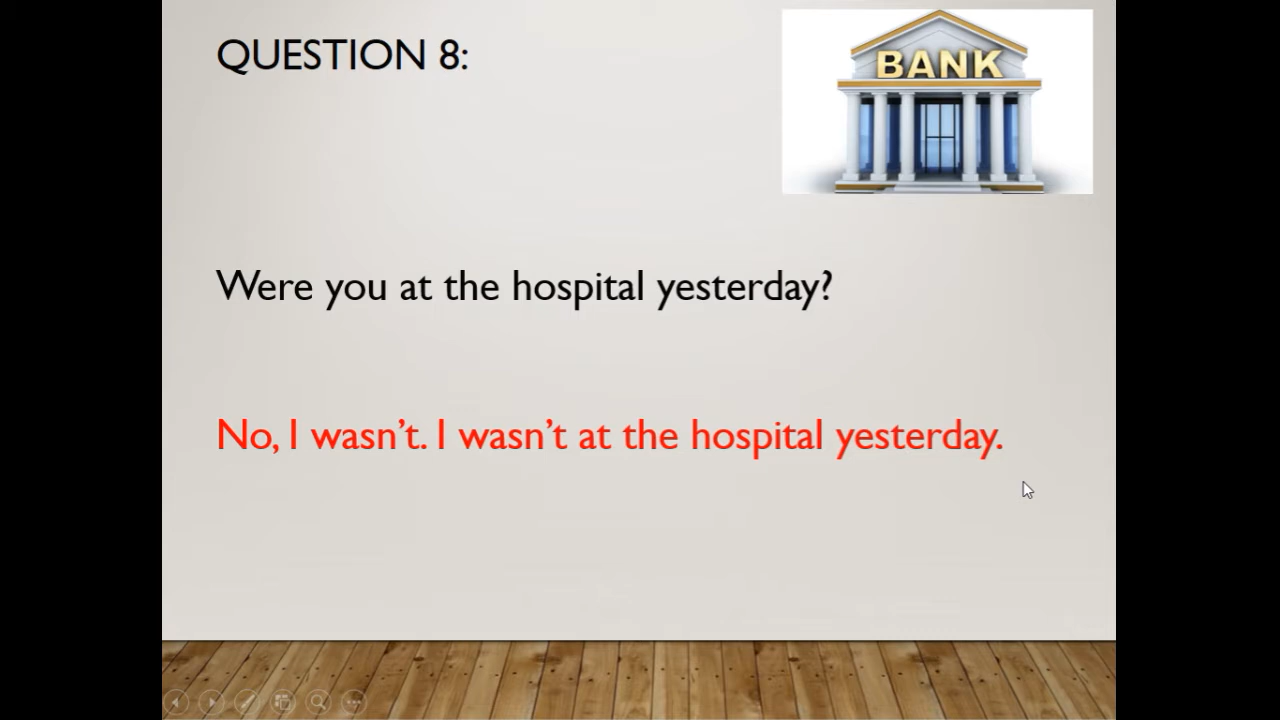 QUESTION 8:
BANK
Were you at the hospital yesterday?
No, I wasn’t. I wasn’t at the hospital yesterday.